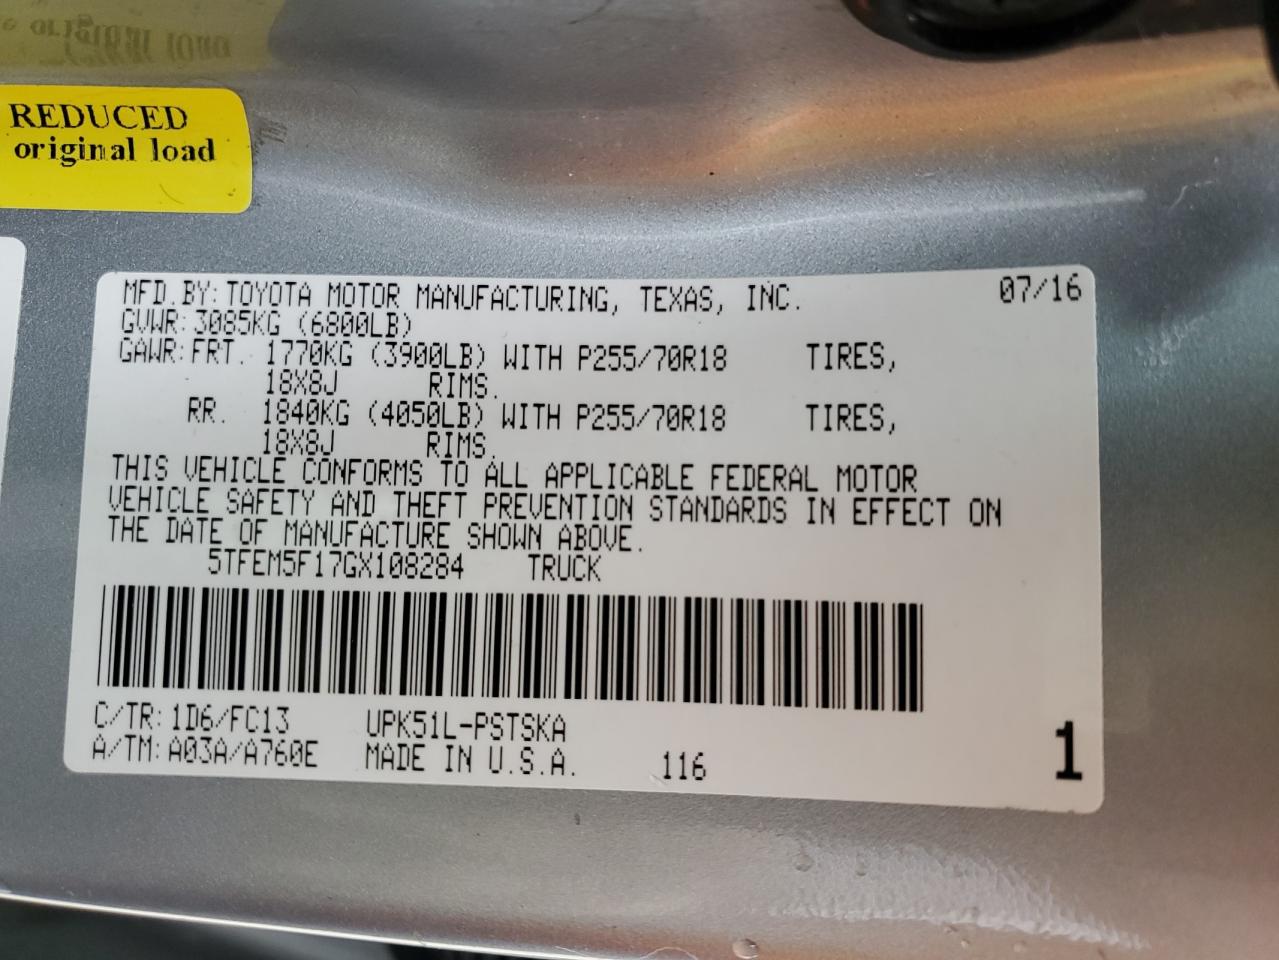 REDUCED
original load
MFD.BY:TOYOTA MOTOR MANUFACTURING, TEXAS, INC. 07/16
GVWR:3085KG (6800LB)
GAWR:FRT. 1770KG (3900LB) WITH P255/70R18 TIRES,
18X8J RIMS.
RR. 1840KG (4050LB) WITH P255/70R18 TIRES,
18X8J RIMS.
THIS VEHICLE CONFORMS TO ALL APPLICABLE FEDERAL MOTOR
VEHICLE SAFETY AND THEFT PREVENTION STANDARDS IN EFFECT ON
THE DATE OF MANUFACTURE SHOWN ABOVE.
5TFEM5F17GX108284 TRUCK
C/TR:1D6/FC13 UPK51L-PSTSKA
A/TM:A03A/A760E MADE IN U.S.A. 116 1